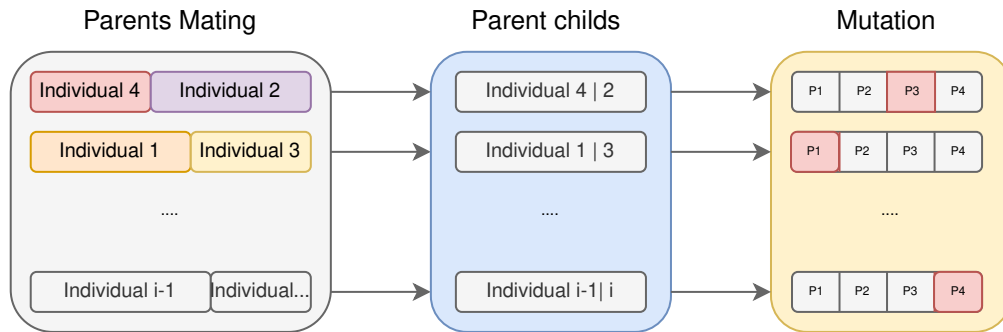 Parents Mating
Parent childs
Mutation
Individual 4
Individual 2
Individual 4 | 2
P1
P2
P3
P4
Individual 1
Individual 3
Individual 1 | 3
P1
P2
P3
P4
....
....
....
Individual i-1
Individual...
Individual i-1| i
P1
P2
P3
P4